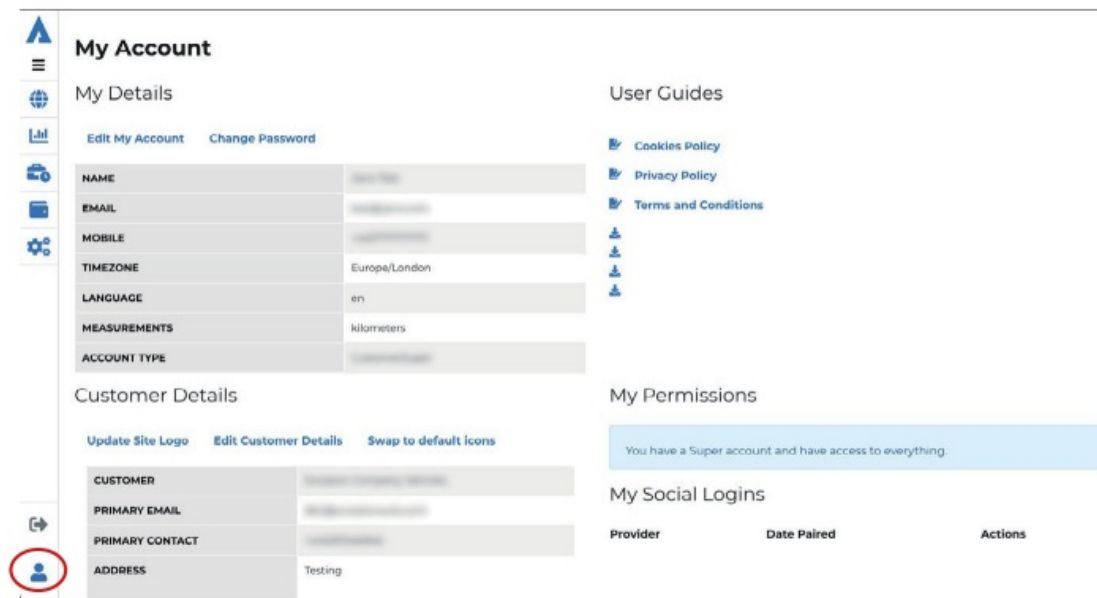 My Account
My Details
Edit My Account Change Password
NAME
EMAIL
MOBILE
TIMEZONE Europe/London
LANGUAGE en
MEASUREMENTS kilometers
ACCOUNT TYPE
Customer Details
Update Site Logo Edit Customer Details Swap to default icons
CUSTOMER
PRIMARY EMAIL
PRIMARY CONTACT
ADDRESS Testing
User Guides
Cookies Policy
Privacy Policy
Terms and Conditions
My Permissions
You have a Super account and have access to everything.
My Social Logins
Provider Date Paired Actions